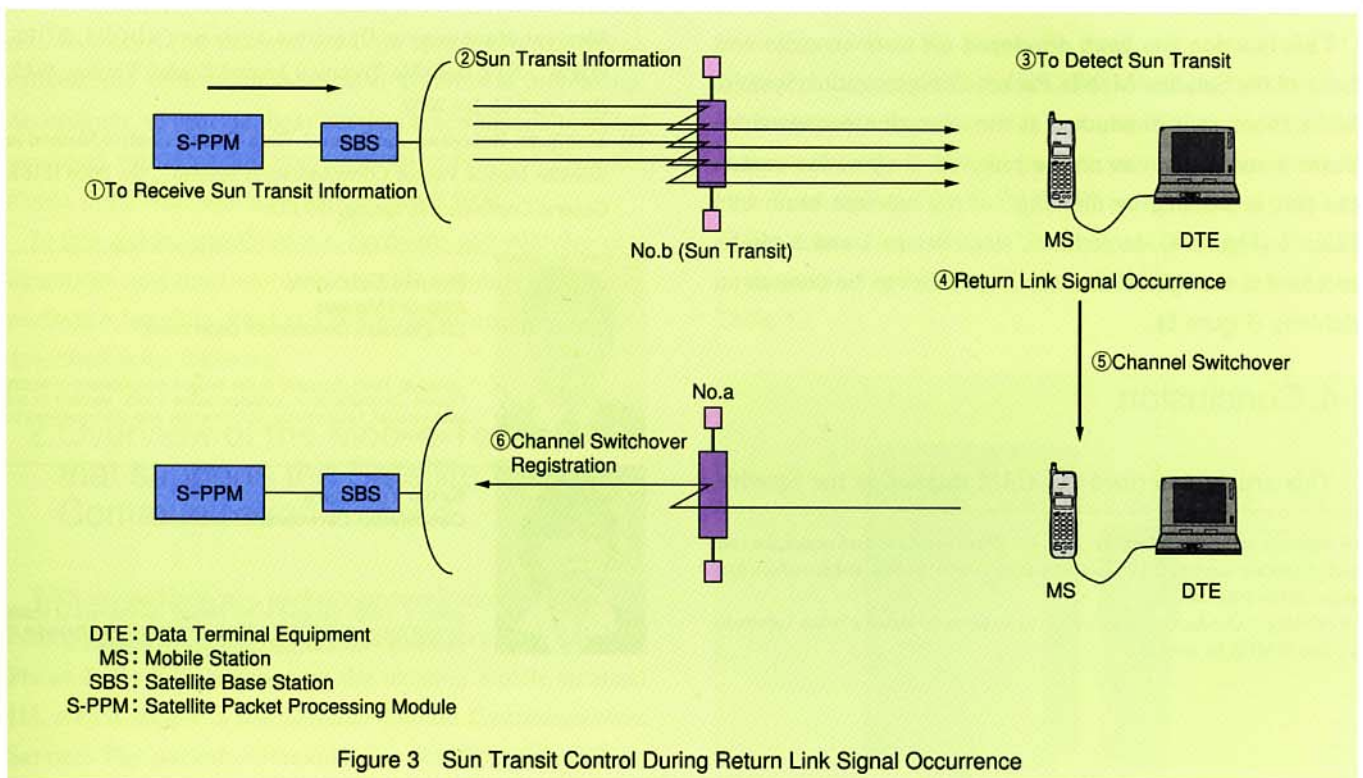 ②Sun Transit Information
③To Detect Sun Transit
S-PPM
SBS
①To Receive Sun Transit Information
No.b (Sun Transit)
MS
DTE
④Return Link Signal Occurrence
⑤Channel Switchover
No.a
⑥Channel Switchover
Registration
S-PPM
SBS
MS
DTE
DTE : Data Terminal Equipment
MS : Mobile Station
SBS : Satellite Base Station
S-PPM : Satellite Packet Processing Module
Figure 3 Sun Transit Control During Return Link Signal Occurrence